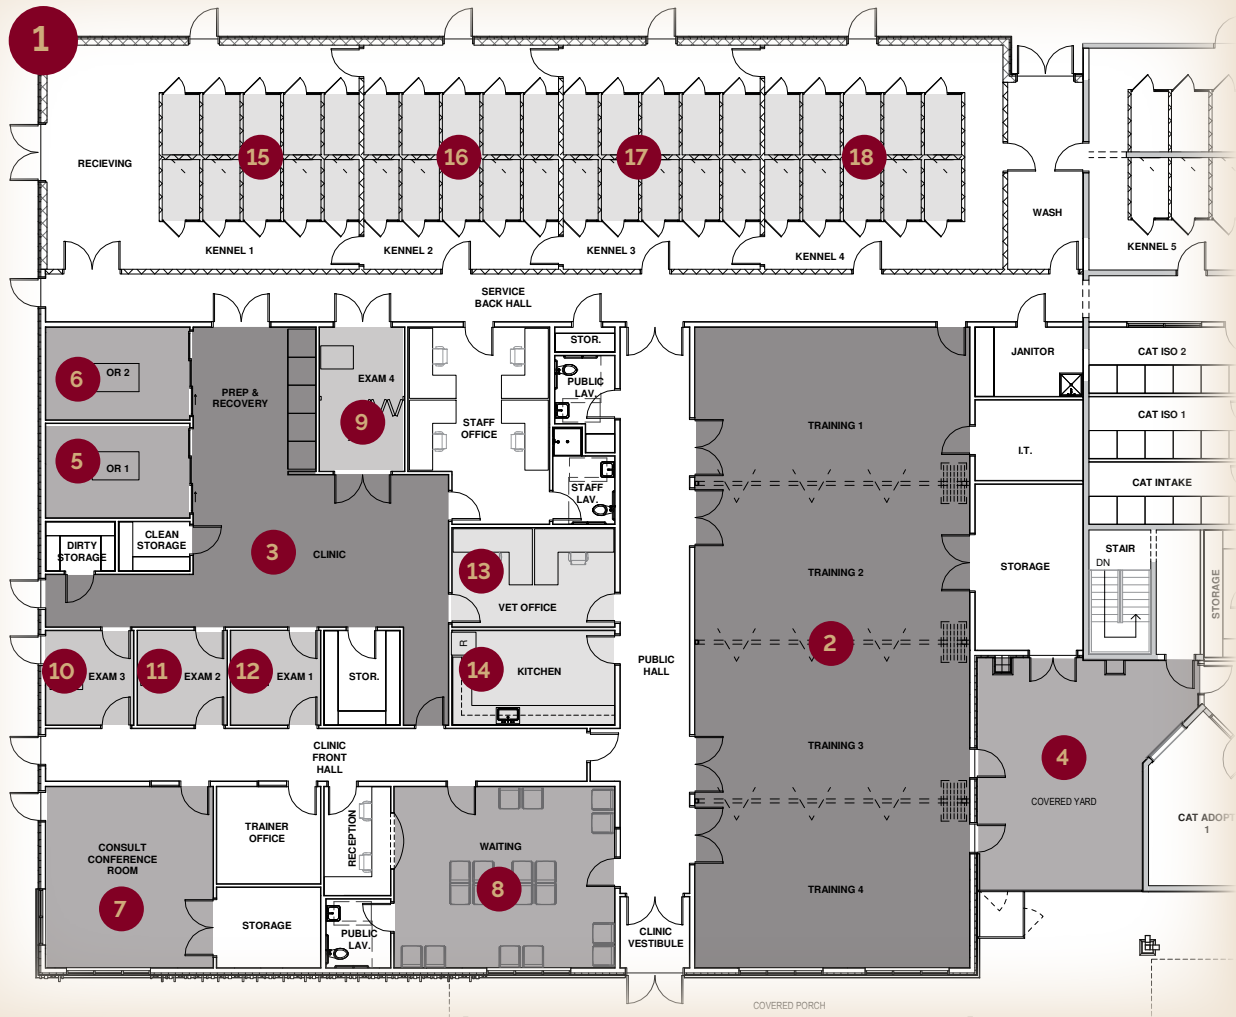 1
RECIEVING
15
16
17
18
WASH
KENNEL 1
KENNEL 2
KENNEL 3
KENNEL 4
KENNEL 5
SERVICE
BACK HALL
6
OR 2
PREP &
RECOVERY
EXAM 4
9
STOR.
PUBLIC
LAV.
STAFF
OFFICE
STAFF
LAV.
5
OR 1
TRAINING 1
JANITOR
I.T.
CAT ISO 2
CAT ISO 1
CAT INTAKE
DIRTY
STORAGE
CLEAN
STORAGE
3
CLINIC
13
VET OFFICE
TRAINING 2
STORAGE
STAIR
DN
STORAGE
10
EXAM 3
11
EXAM 2
12
EXAM 1
STOR.
R
14
KITCHEN
PUBLIC
HALL
2
CLINIC
FRONT
HALL
TRAINING 3
4
COVERED YARD
CAT ADOPT
1
CONSULT
CONFERENCE
ROOM
7
TRAINER
OFFICE
RECEPTION
WAITING
8
TRAINING 4
STORAGE
PUBLIC
LAV.
CLINIC
VESTIBULE
COVERED PORCH